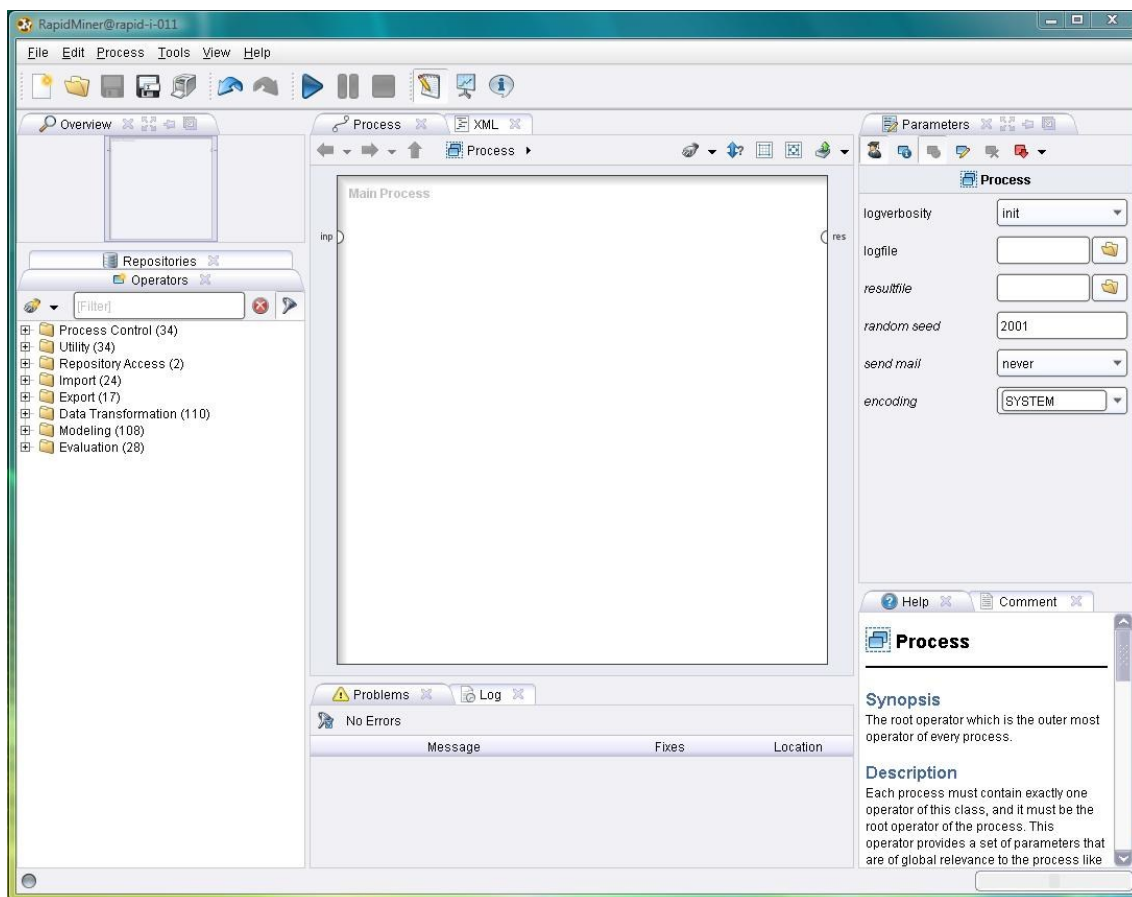 RapidMiner@rapid-i-011
File Edit Process Tools View Help
Overview
Repositories
Operators
[Filter]
Process Control (34)
Utility (34)
Repository Access (2)
Import (24)
Export (17)
Data Transformation (110)
Modeling (108)
Evaluation (28)
Process XML
Process
Main Process
inp res
Problems Log
No Errors
Message Fixes Location
Parameters
Process
logverbosity init
logfile
resultfile
random seed 2001
send mail never
encoding SYSTEM
Help Comment
Process
Synopsis
The root operator which is the outer most
operator of every process.
Description
Each process must contain exactly one
operator of this class, and it must be the
root operator of the process. This
operator provides a set of parameters that
are of global relevance to the process like